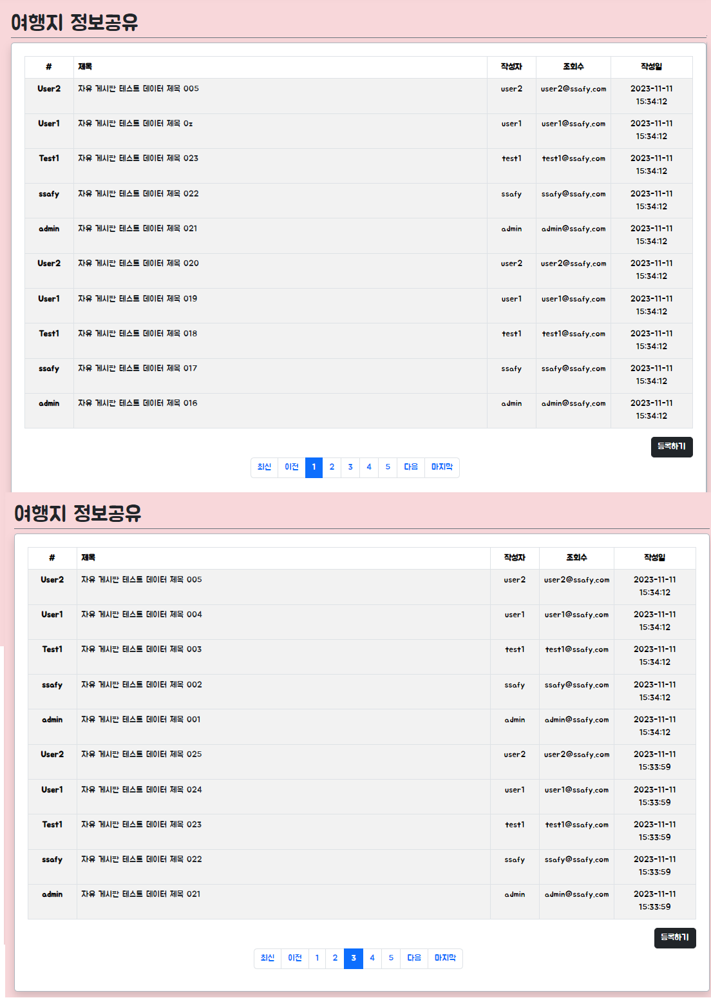 여행지 정보공유
# 제목 작성자 조회수 작성일
User2 자유 게시판 테스트 데이터 제목 005 user2 user2@ssafy.com 2023-11-11
15:34:12
User1 자유 게시판 테스트 데이터 제목 0z user1 user1@ssafy.com 2023-11-11
15:34:12
Test1 자유 게시판 테스트 데이터 제목 023 test1 test1@ssafy.com 2023-11-11
15:34:12
ssafy 자유 게시판 테스트 데이터 제목 022 ssafy ssafy@ssafy.com 2023-11-11
15:34:12
admin 자유 게시판 테스트 데이터 제목 021 admin admin@ssafy.com 2023-11-11
15:34:12
User2 자유 게시판 테스트 데이터 제목 020 user2 user2@ssafy.com 2023-11-11
15:34:12
User1 자유 게시판 테스트 데이터 제목 019 user1 user1@ssafy.com 2023-11-11
15:34:12
Test1 자유 게시판 테스트 데이터 제목 018 test1 test1@ssafy.com 2023-11-11
15:34:12
ssafy 자유 게시판 테스트 데이터 제목 017 ssafy ssafy@ssafy.com 2023-11-11
15:34:12
admin 자유 게시판 테스트 데이터 제목 016 admin admin@ssafy.com 2023-11-11
15:34:12
등록하기
최신 이전 1 2 3 4 5 다음 마지막
여행지 정보공유
# 제목 작성자 조회수 작성일
User2 자유 게시판 테스트 데이터 제목 005 user2 user2@ssafy.com 2023-11-11
15:34:12
User1 자유 게시판 테스트 데이터 제목 004 user1 user1@ssafy.com 2023-11-11
15:34:12
Test1 자유 게시판 테스트 데이터 제목 003 test1 test1@ssafy.com 2023-11-11
15:34:12
ssafy 자유 게시판 테스트 데이터 제목 002 ssafy ssafy@ssafy.com 2023-11-11
15:34:12
admin 자유 게시판 테스트 데이터 제목 001 admin admin@ssafy.com 2023-11-11
15:34:12
User2 자유 게시판 테스트 데이터 제목 025 user2 user2@ssafy.com 2023-11-11
15:33:59
User1 자유 게시판 테스트 데이터 제목 024 user1 user1@ssafy.com 2023-11-11
15:33:59
Test1 자유 게시판 테스트 데이터 제목 023 test1 test1@ssafy.com 2023-11-11
15:33:59
ssafy 자유 게시판 테스트 데이터 제목 022 ssafy ssafy@ssafy.com 2023-11-11
15:33:59
admin 자유 게시판 테스트 데이터 제목 021 admin admin@ssafy.com 2023-11-11
15:33:59
등록하기
최신 이전 1 2 3 4 5 다음 마지막